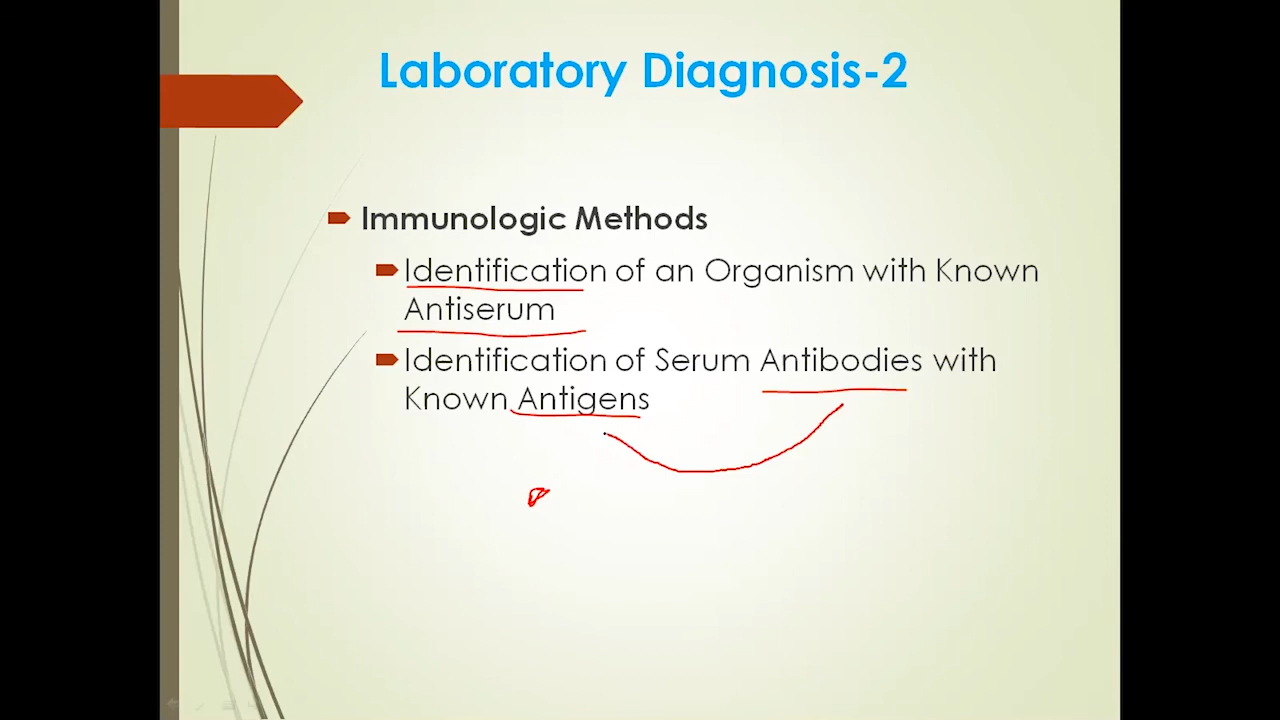 Laboratory Diagnosis-2
Immunologic Methods
Identification of an Organism with Known
Antiserum
Identification of Serum Antibodies with
Known Antigens